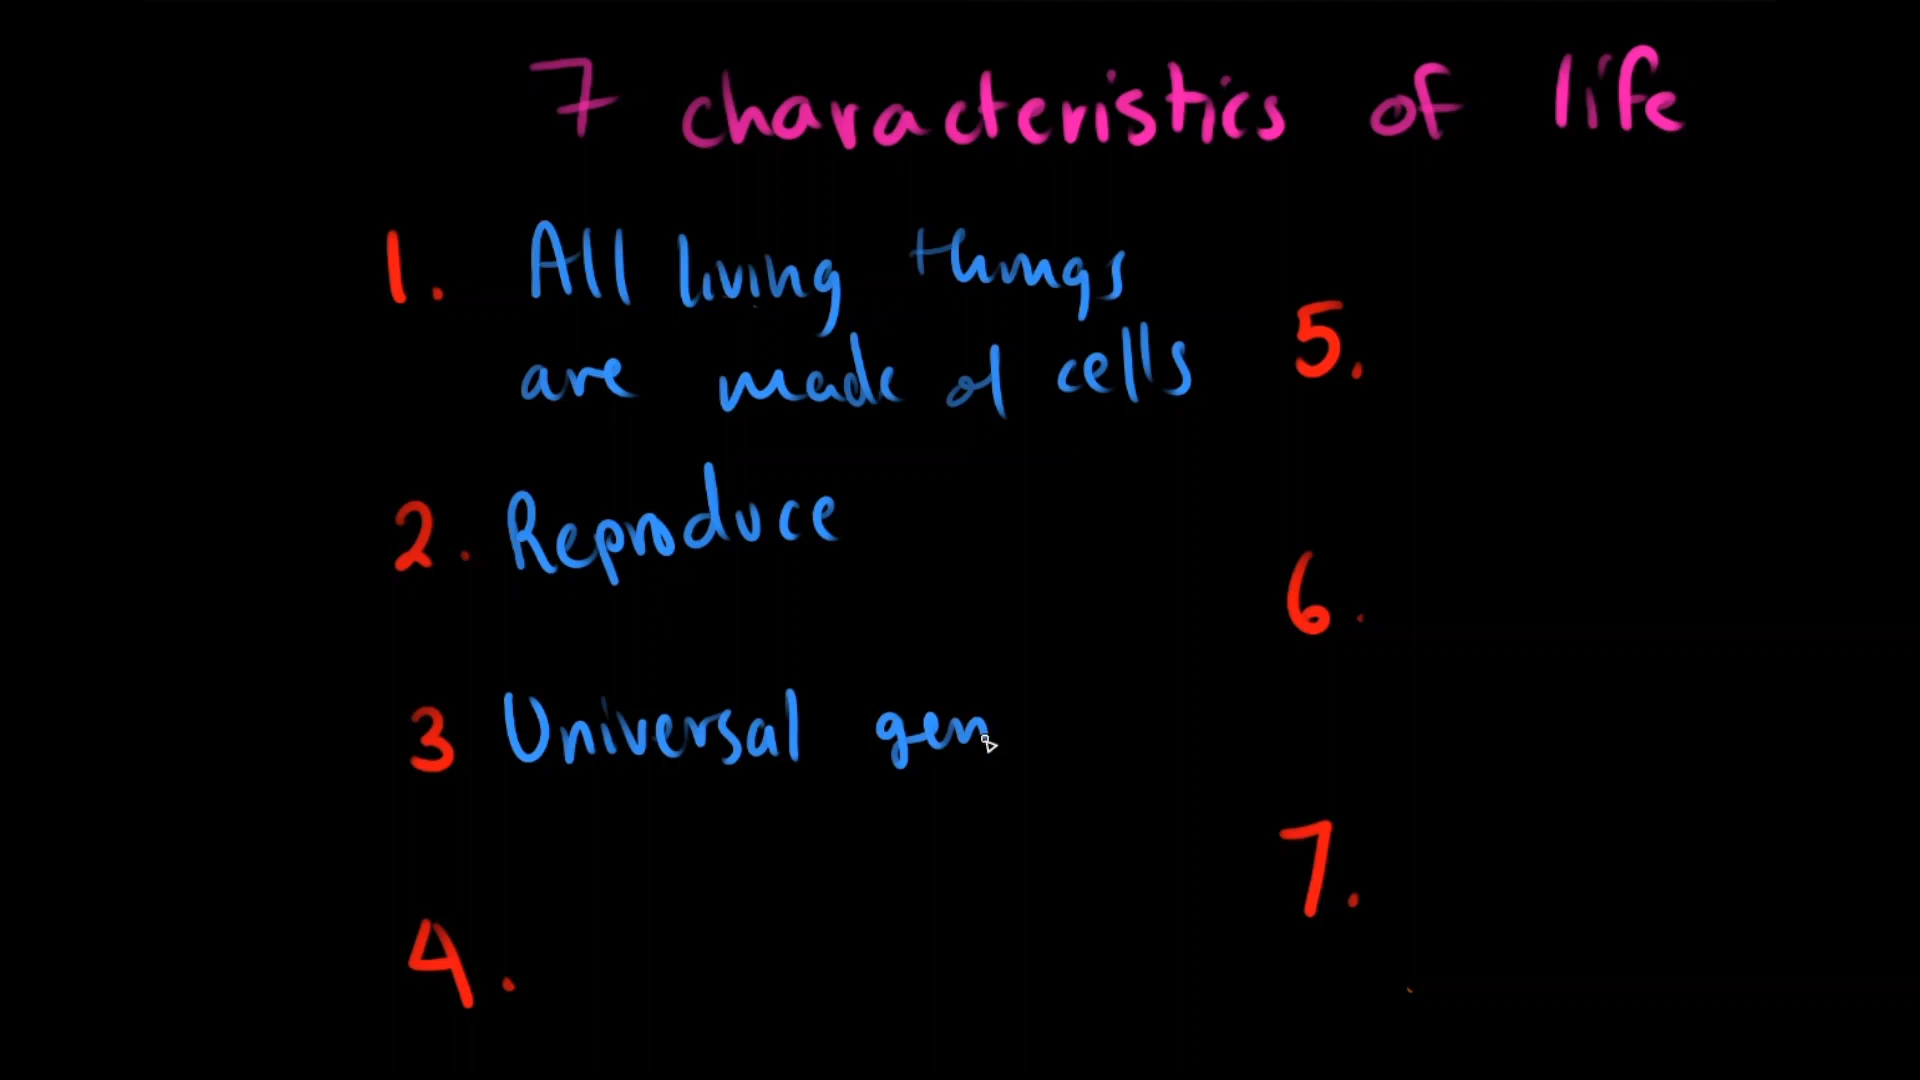 7 characteristics of life
1. All living things
are made of cells
2. Reproduce
3 Universal gen
4.
5.
6.
7.